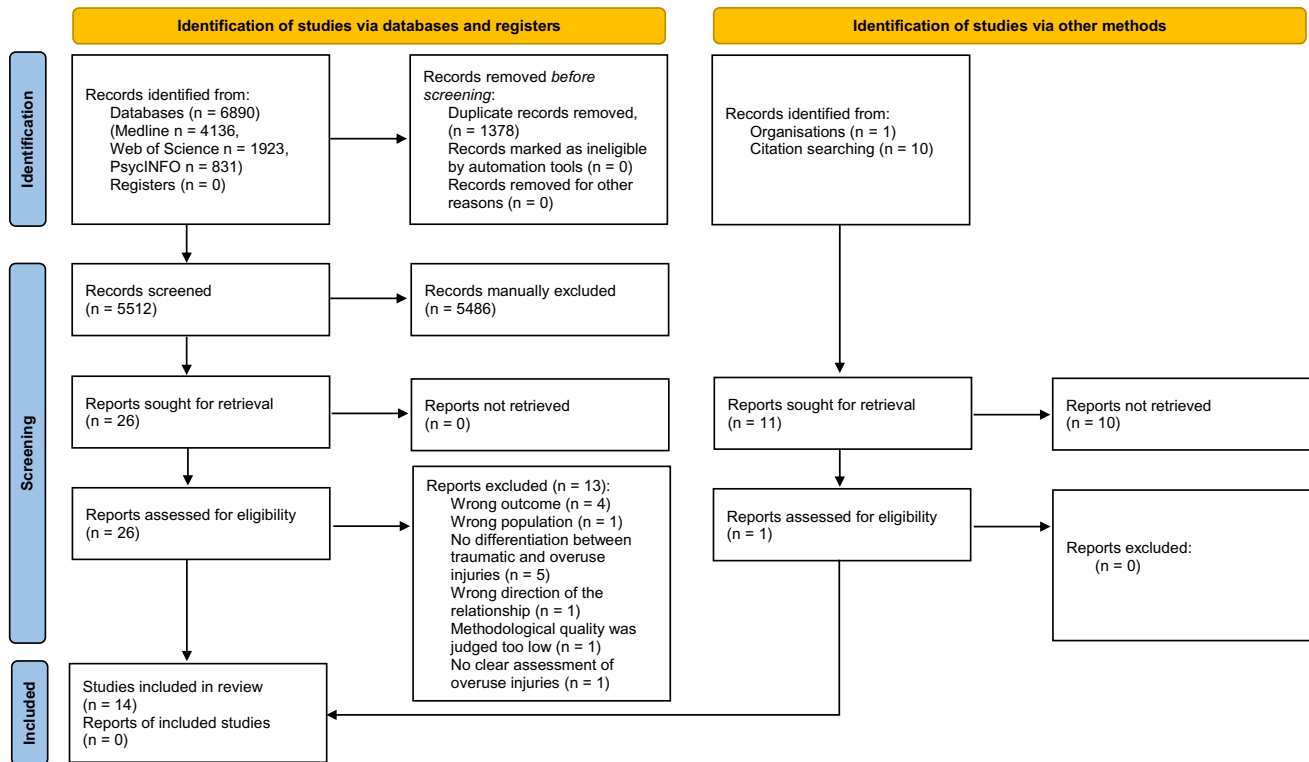 Identification of studies via databases and registers
Identification of studies via other methods
Identification
Records identified from:
Databases (n = 6890)
(Medline n = 4136,
Web of Science n = 1923,
PsycINFO n = 831)
Registers (n = 0)
Records removed before
screening:
Duplicate records removed,
(n = 1378)
Records marked as ineligible
by automation tools (n = 0)
Records removed for other
reasons (n = 0)
Records identified from:
Organisations (n = 1)
Citation searching (n = 10)
Screening
Records screened
(n = 5512)
Records manually excluded
(n = 5486)
Reports sought for retrieval
(n = 26)
Reports not retrieved
(n = 0)
Reports sought for retrieval
(n = 11)
Reports not retrieved
(n = 10)
Reports assessed for eligibility
(n = 26)
Reports excluded (n = 13):
Wrong outcome (n = 4)
Wrong population (n = 1)
No differentiation between
traumatic and overuse
injuries (n = 5)
Wrong direction of the
relationship (n = 1)
Methodological quality was
judged too low (n = 1)
No clear assessment of
overuse injuries (n = 1)
Reports assessed for eligibility
(n = 1)
Reports excluded:
(n = 0)
Included
Studies included in review
(n = 14)
Reports of included studies
(n = 0)